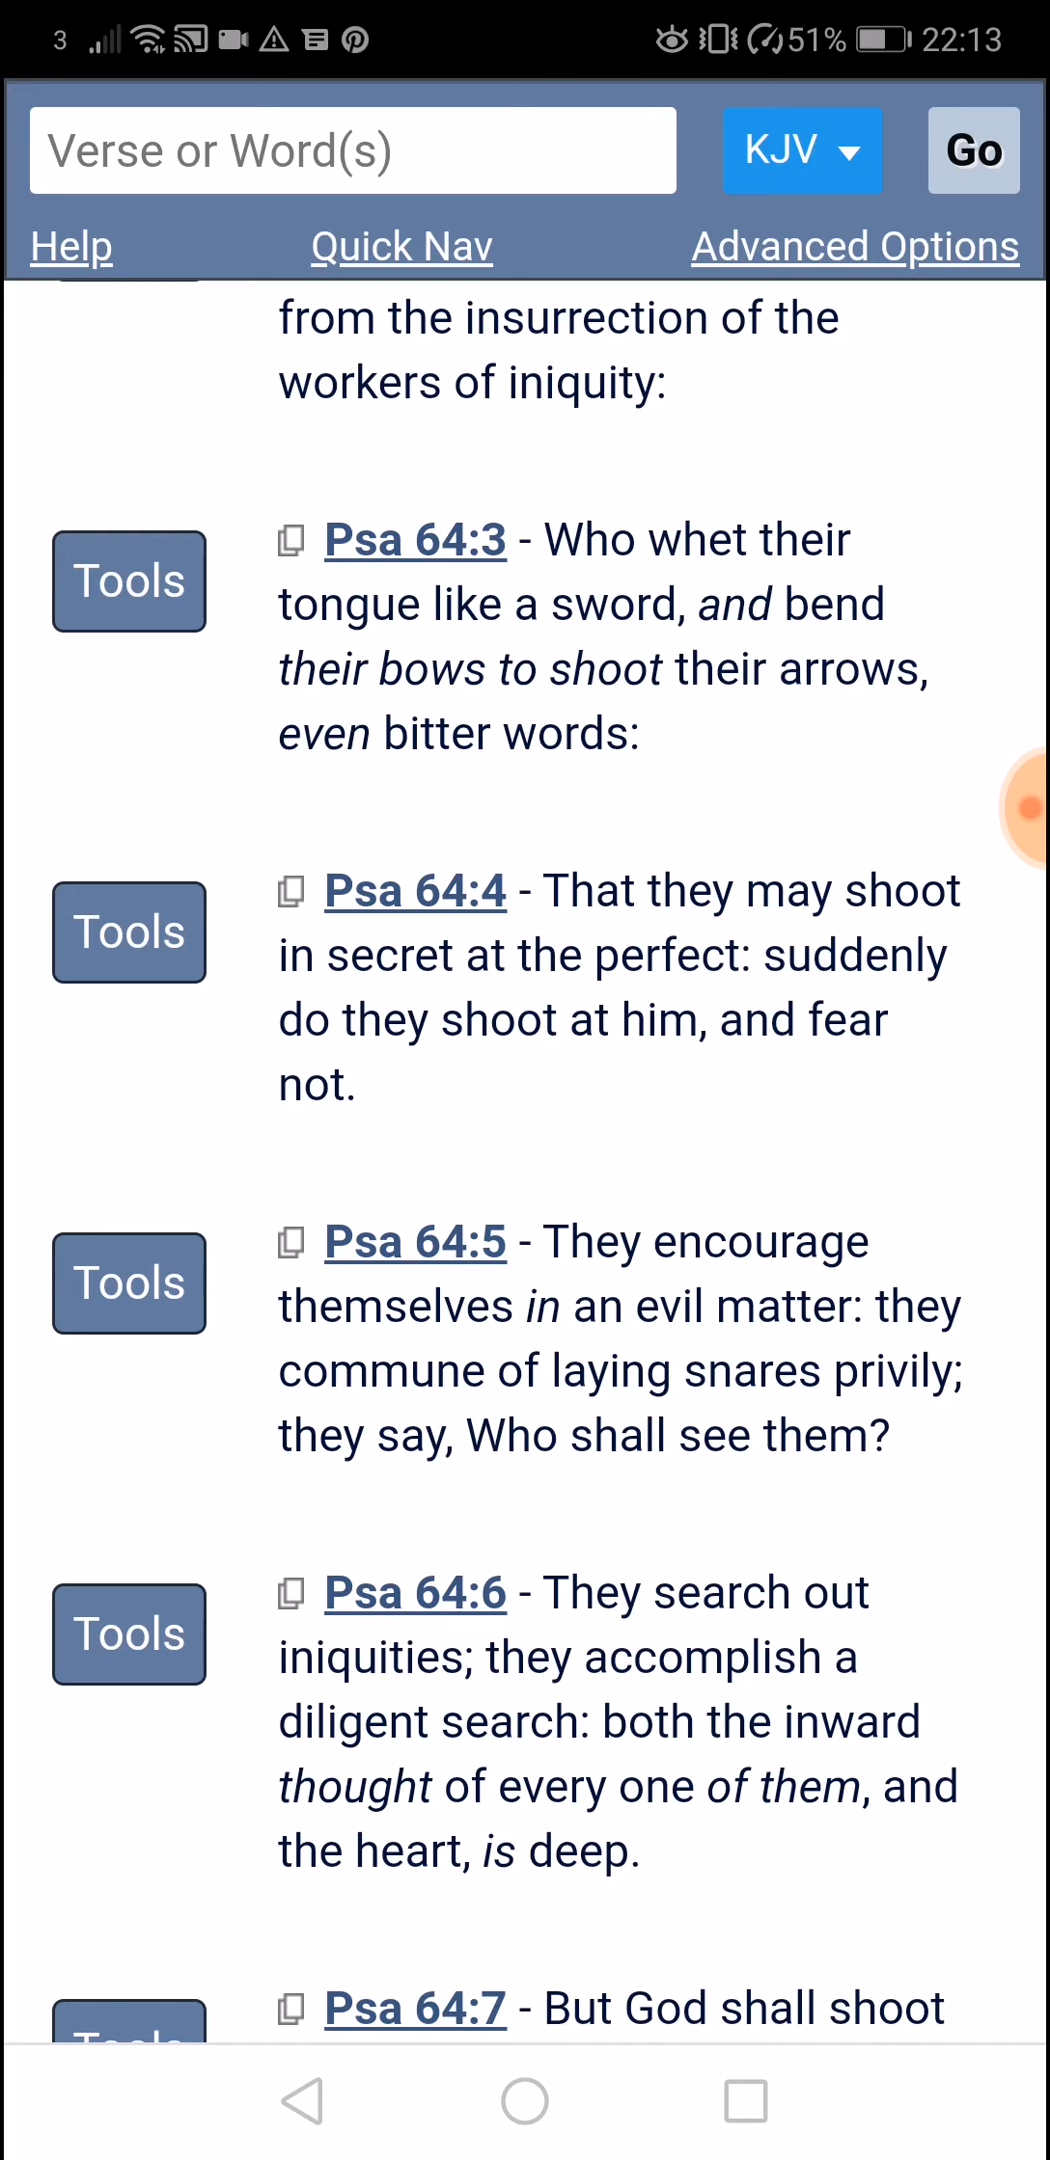 3 51% 22:13
Verse or Word(s) KJV Go
Help Quick Nav Advanced Options
from the insurrection of the
workers of iniquity:
Tools
Psa 64:3 - Who whet their
tongue like a sword, and bend
their bows to shoot their arrows,
even bitter words:
Tools
Psa 64:4 - That they may shoot
in secret at the perfect: suddenly
do they shoot at him, and fear
not.
Tools
Psa 64:5 - They encourage
themselves in an evil matter: they
commune of laying snares privily;
they say, Who shall see them?
Tools
Psa 64:6 - They search out
iniquities; they accomplish a
diligent search: both the inward
thought of every one of them, and
the heart, is deep.
Tools
Psa 64:7 - But God shall shoot